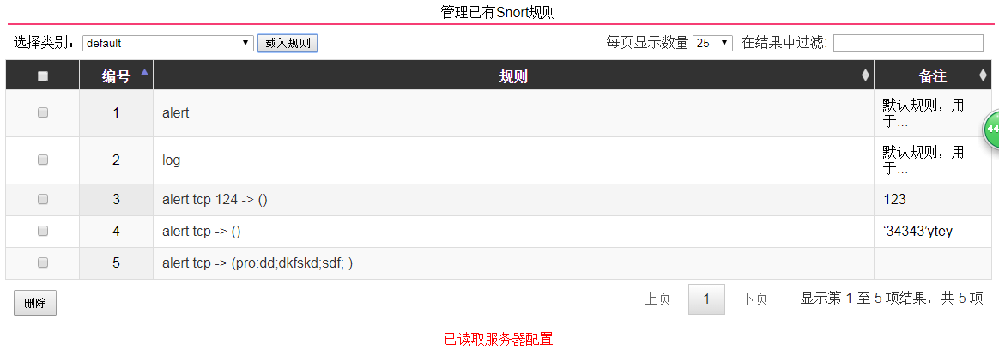 管理已有Snort规则
选择类别： default 载入规则 每页显示数量 25 在结果中过滤:
编号 规则 备注
1 alert 默认规则，用
于...
2 log 默认规则，用
于...
3 alert tcp 124 -> () 123
4 alert tcp -> () ‘34343’ytey
5 alert tcp -> (pro:dd;dkfskd;sdf; )
44
删除 上页 1 下页 显示第 1 至 5 项结果，共 5 项
已读取服务器配置